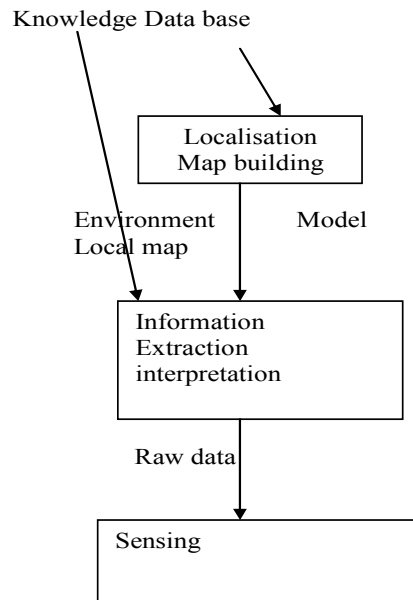 Knowledge Data base
Localisation
Map building
Environment Model
Local map
Information
Extraction
interpretation
Raw data
Sensing